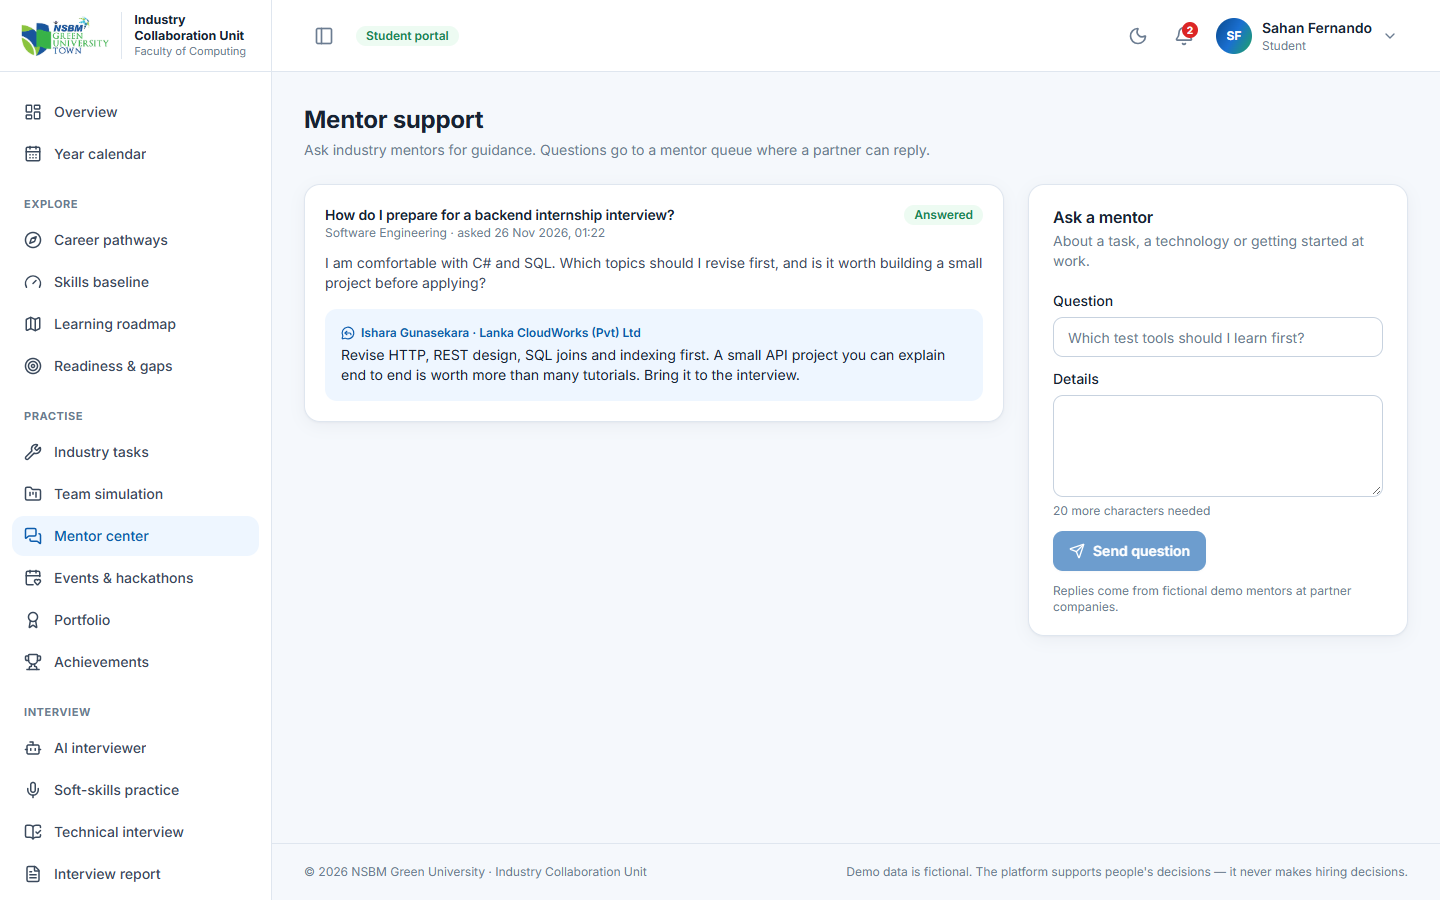 NSBM
GREEN
UNIVERSITY
TOWN
Industry
Collaboration Unit
Faculty of Computing
Student portal
2
SF
Sahan Fernando
Student
Overview
Year calendar
EXPLORE
Career pathways
Skills baseline
Learning roadmap
Readiness & gaps
PRACTISE
Industry tasks
Team simulation
Mentor center
Events & hackathons
Portfolio
Achievements
INTERVIEW
AI interviewer
Soft-skills practice
Technical interview
Interview report
Mentor support
Ask industry mentors for guidance. Questions go to a mentor queue where a partner can reply.
How do I prepare for a backend internship interview?
Answered
Software Engineering · asked 26 Nov 2026, 01:22
I am comfortable with C# and SQL. Which topics should I revise first, and is it worth building a small
project before applying?
Ishara Gunasekara · Lanka CloudWorks (Pvt) Ltd
Revise HTTP, REST design, SQL joins and indexing first. A small API project you can explain
end to end is worth more than many tutorials. Bring it to the interview.
Ask a mentor
About a task, a technology or getting started at
work.
Question
Which test tools should I learn first?
Details
20 more characters needed
Send question
Replies come from fictional demo mentors at partner
companies.
© 2026 NSBM Green University · Industry Collaboration Unit
Demo data is fictional. The platform supports people's decisions — it never makes hiring decisions.